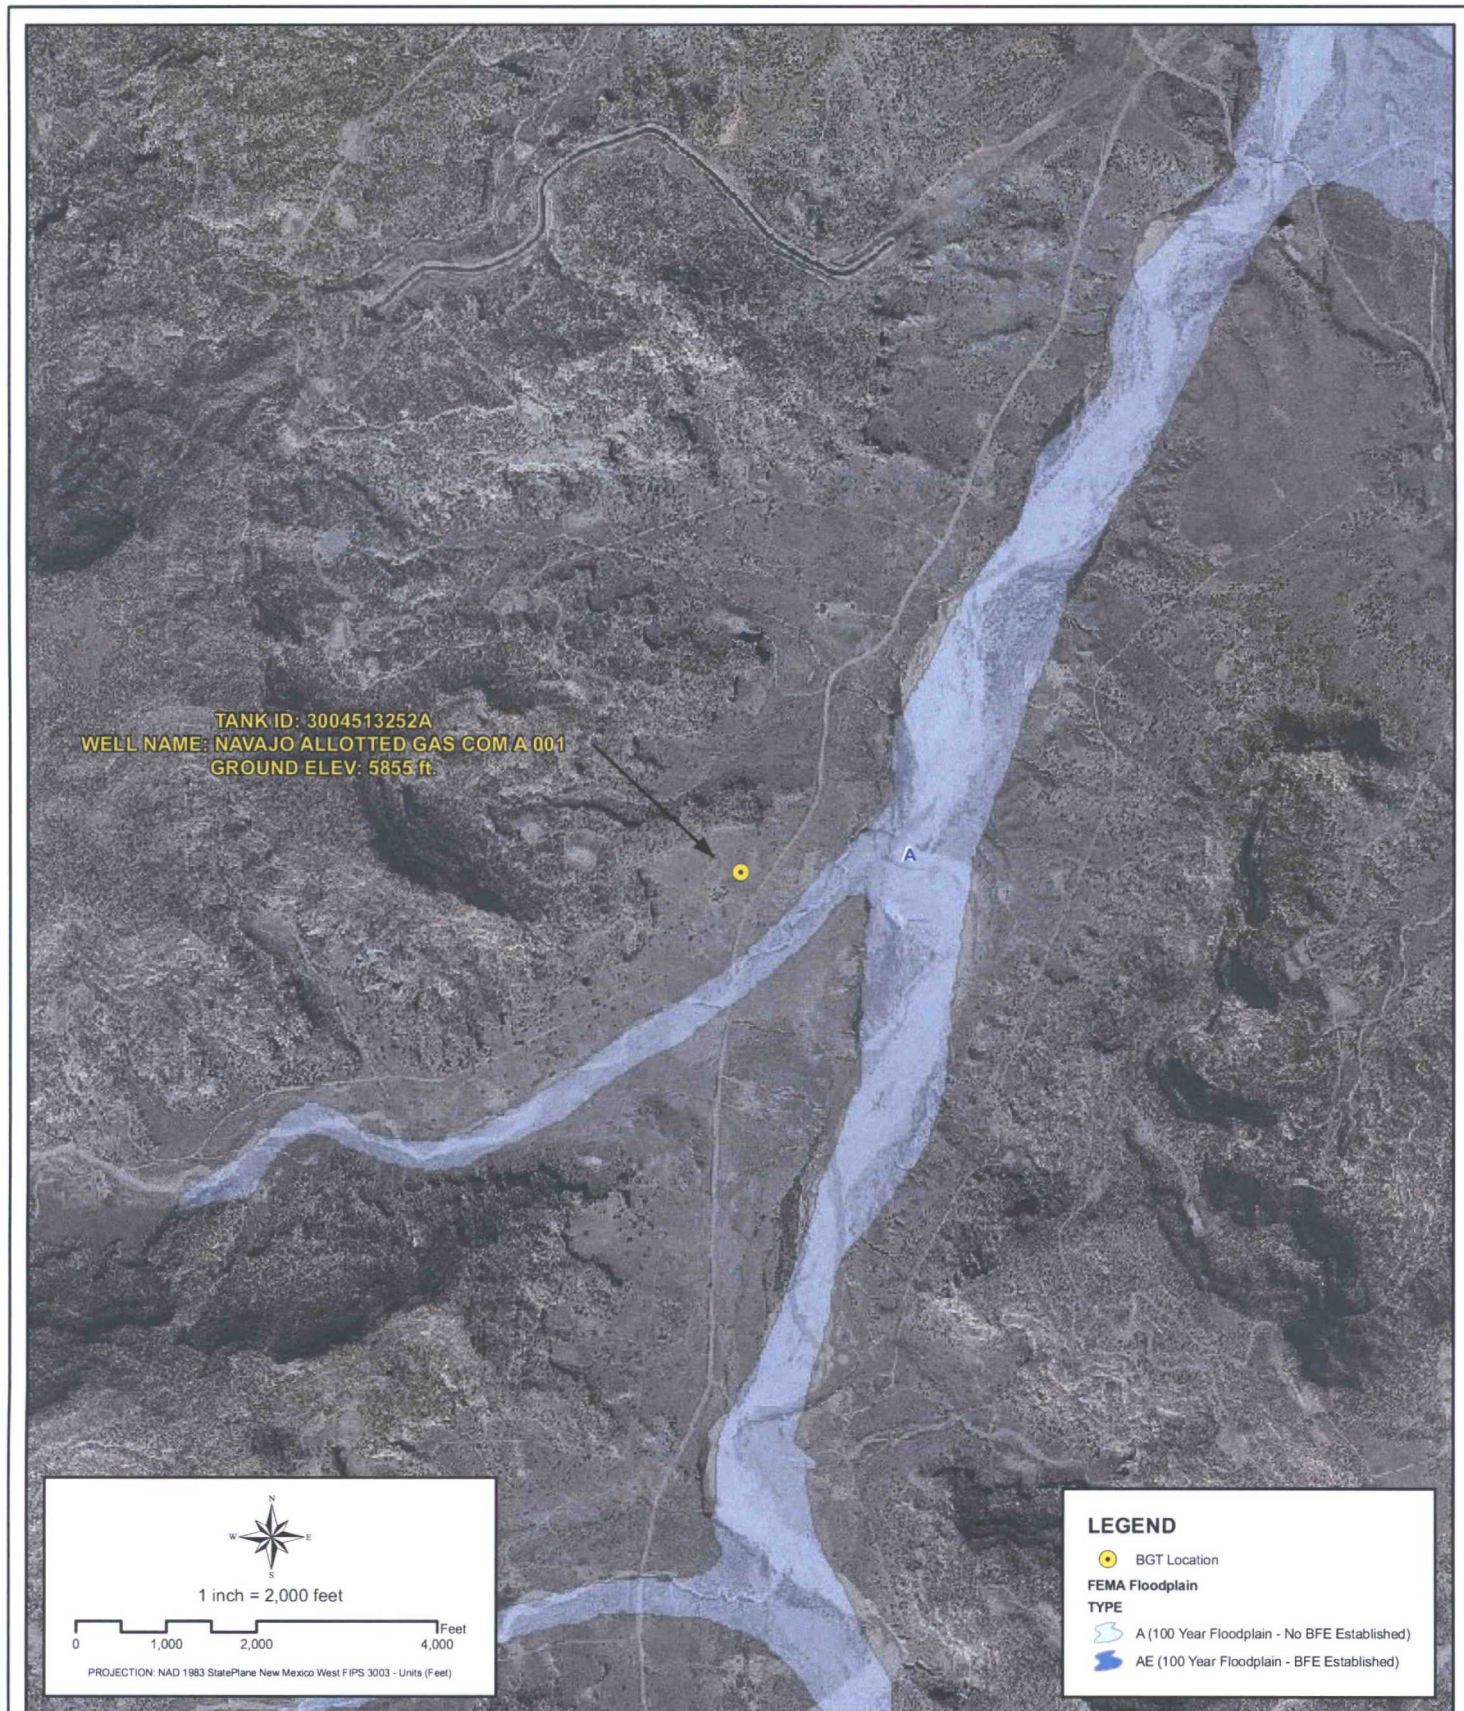 TANK ID: 3004513252A
WELL NAME: NAVAJO ALLOTTED GAS COM A 001
GROUND ELEV: 5855 ft.
A
N
W E
S
1 inch = 2,000 feet
Feet
0 1,000 2,000 4,000
PROJECTION: NAD 1983 StatePlane New Mexico West FIPS 3003 - Units (Feet)
LEGEND
BGT Location
FEMA Floodplain
TYPE
A (100 Year Floodplain - No BFE Established)
AE (100 Year Floodplain - BFE Established)